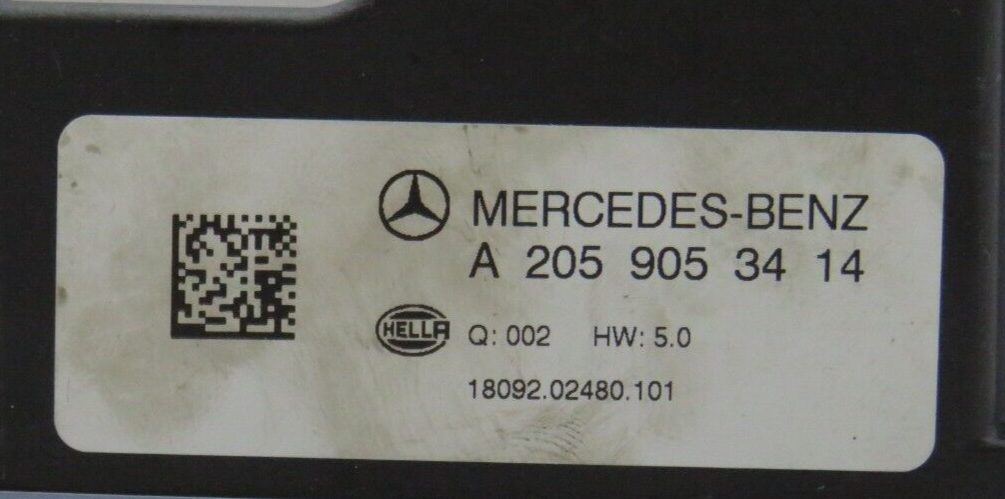 MERCEDES-BENZ
A 205 905 34 14
HELLA Q: 002 HW: 5.0
18092.02480.101